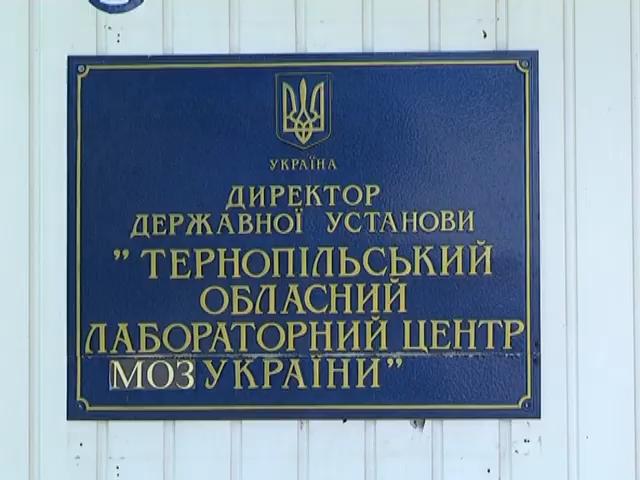 УКРАЇНА
ДИРЕКТОР
ДЕРЖАВНОЇ УСТАНОВИ
" ТЕРНОПІЛЬСЬКИЙ
ОБЛАСНИЙ
ЛАБОРАТОРНИЙ ЦЕНТР
МОЗ УКРАЇНИ"